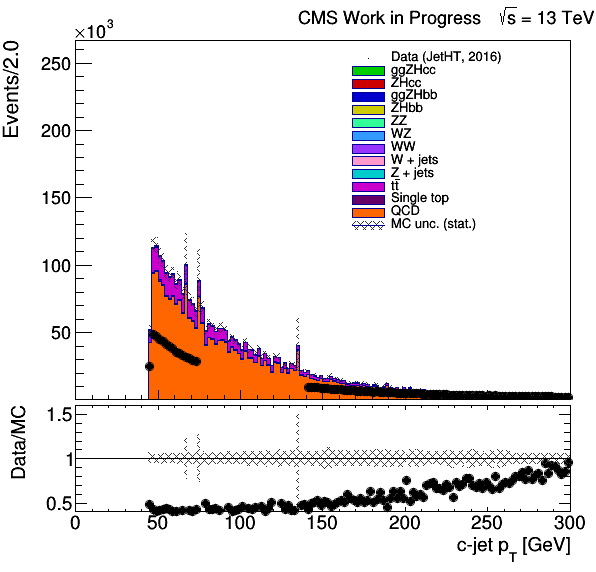 CMS Work in Progress √s = 13 TeV
×10³
Events/2.0
250
200
150
100
50
Data (JetHT, 2016)
ggZHcc
ZHcc
ggZHbb
ZHbb
ZZ
WZ
WW
W + jets
Z + jets
tt̄
Single top
QCD
MC unc. (stat.)
Data/MC
1.5
1
0.5
0 50 100 150 200 250 300
c-jet p_T [GeV]